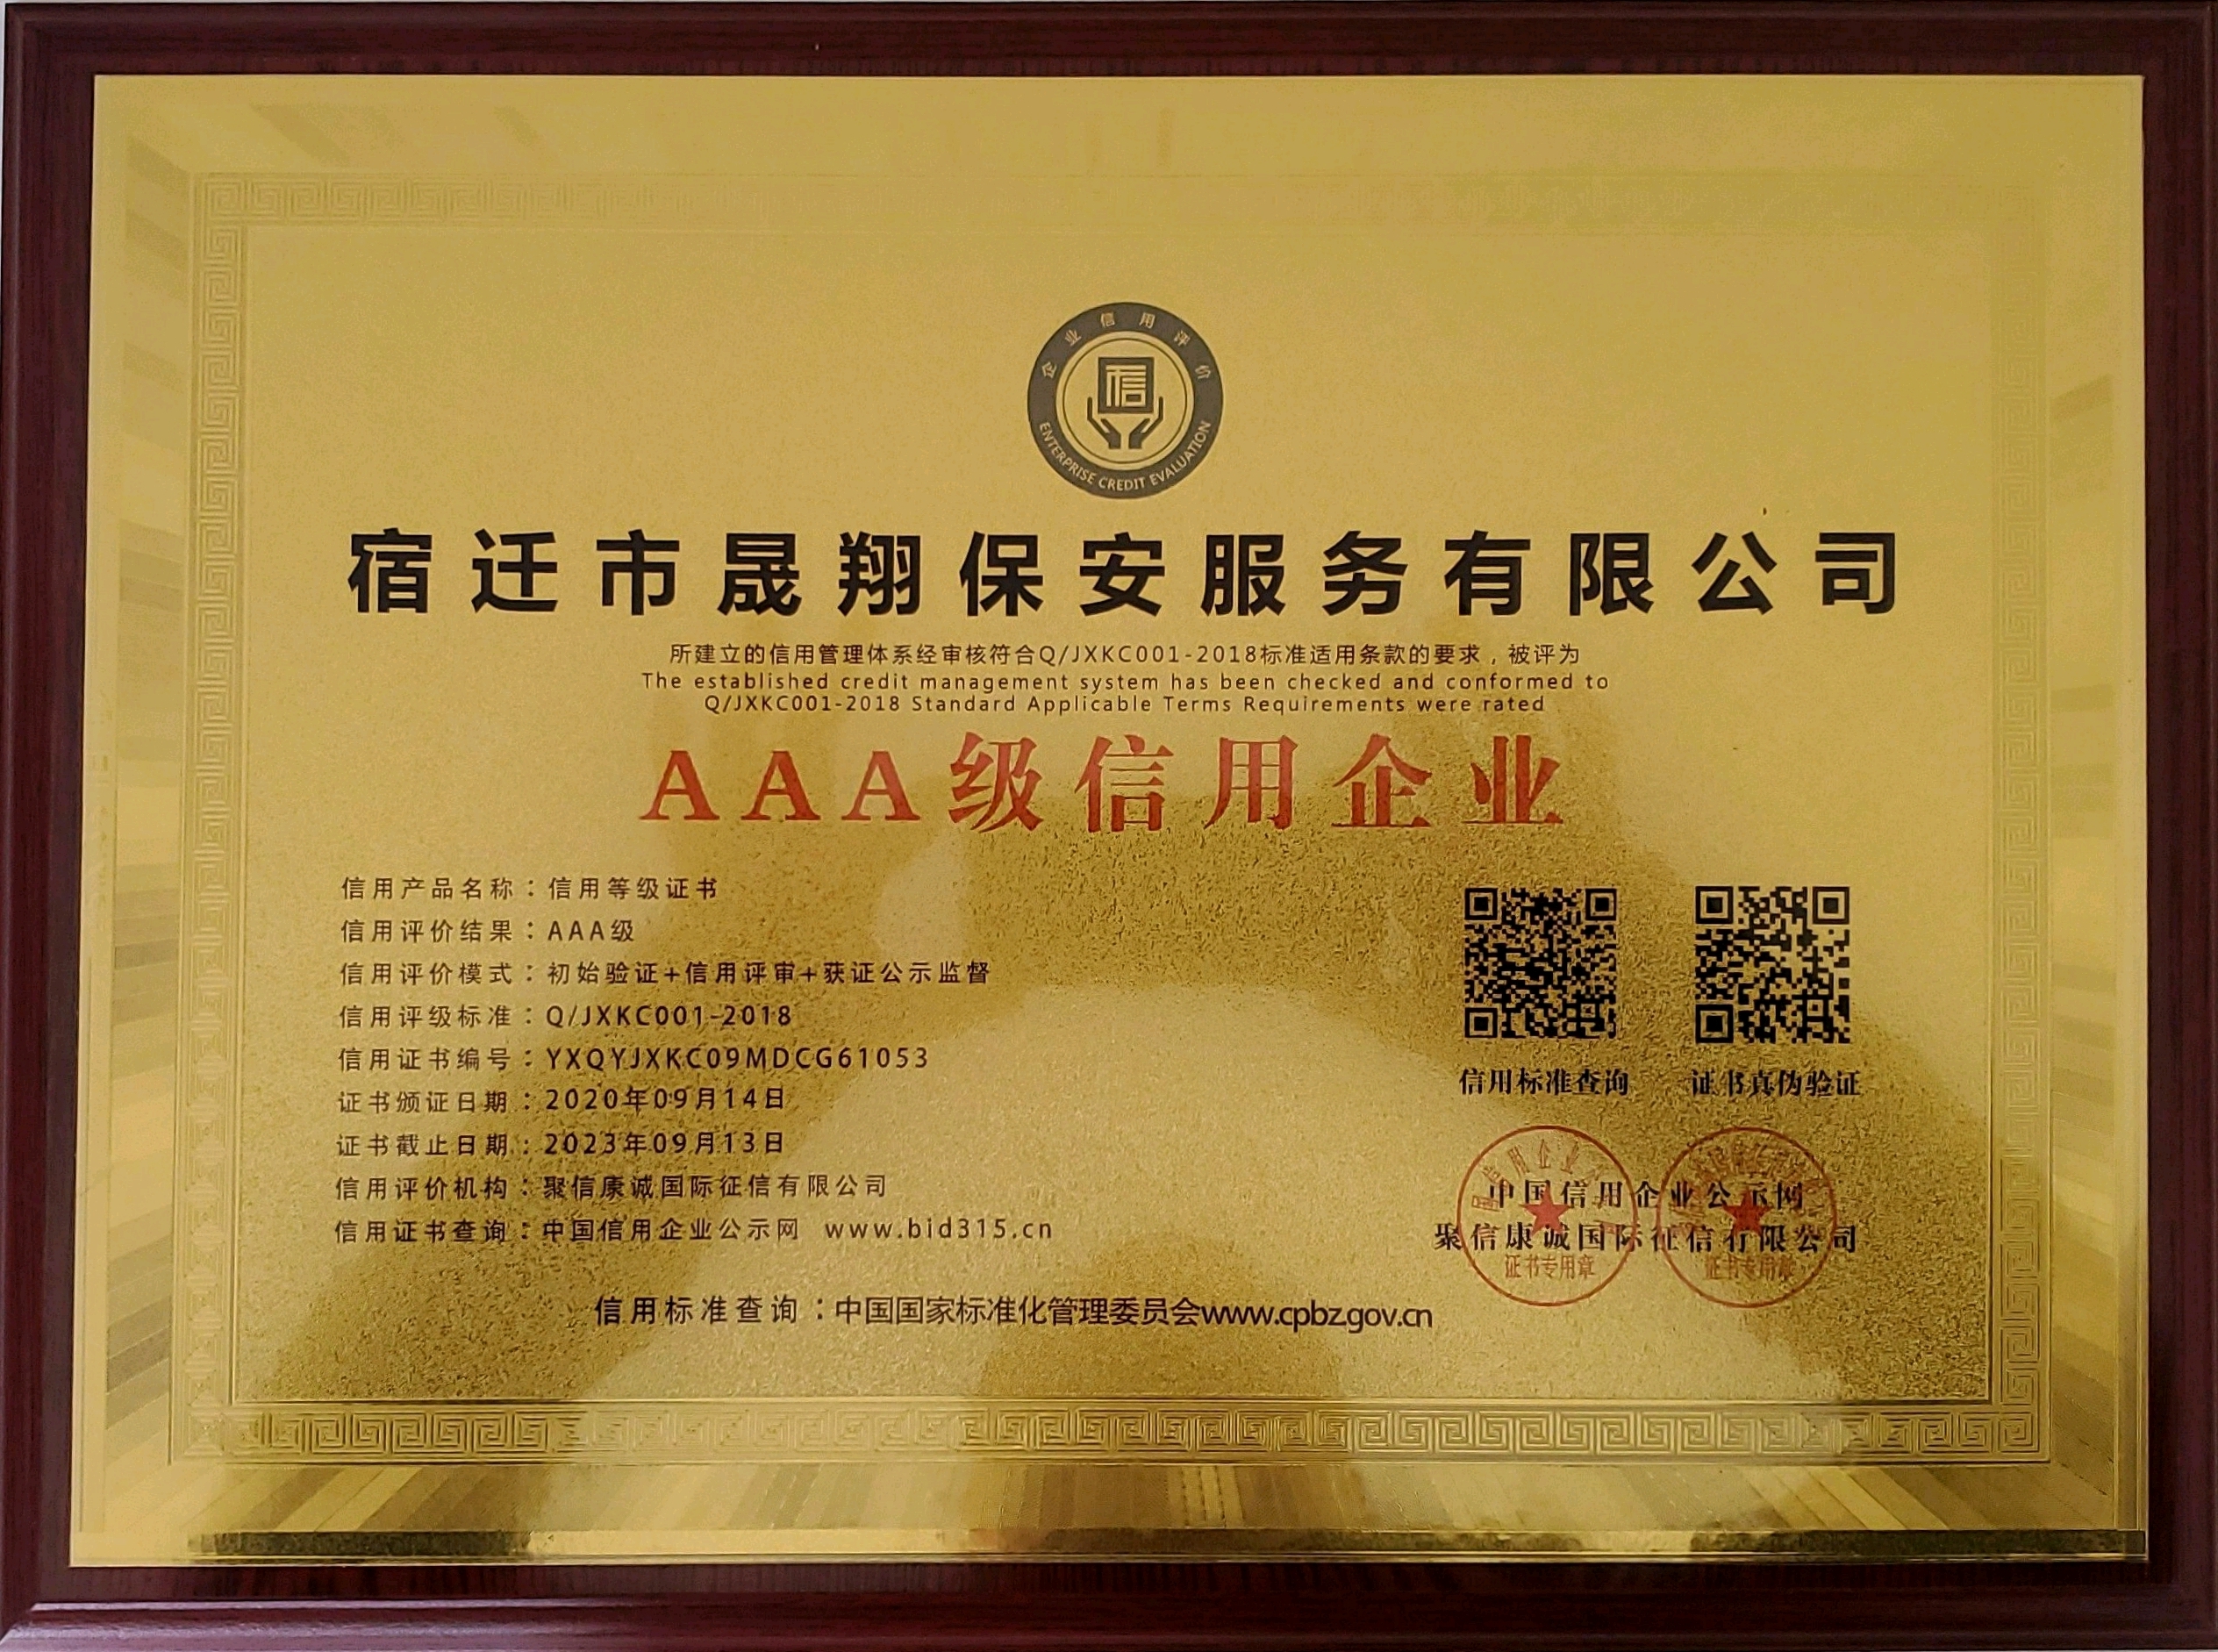 企业信用评价
信
ENTERPRISE CREDIT EVALUATION
宿迁市晟翔保安服务有限公司
所建立的信用管理体系经审核符合Q/JXKC001-2018标准适用条款的要求，被评为
The established credit management system has been checked and conformed to
Q/JXKC001-2018 Standard Applicable Terms Requirements were rated
AAA级信用企业
信用产品名称：信用等级证书
信用评价结果：AAA级
信用评价模式：初始验证+信用评审+获证公示监督
信用评级标准：Q/JXKC001-2018
信用证书编号：YXQYJXKC09MDCG61053
证书颁证日期：2020年09月14日
证书截止日期：2023年09月13日
信用评价机构：聚信康诚国际征信有限公司
信用证书查询：中国信用企业公示网 www.bid315.cn
信用标准查询 证书真伪验证
中国信用企业公示网
聚信康诚国际征信有限公司
证书专用章 证书专用章
信用标准查询：中国国家标准化管理委员会www.cpbz.gov.cn